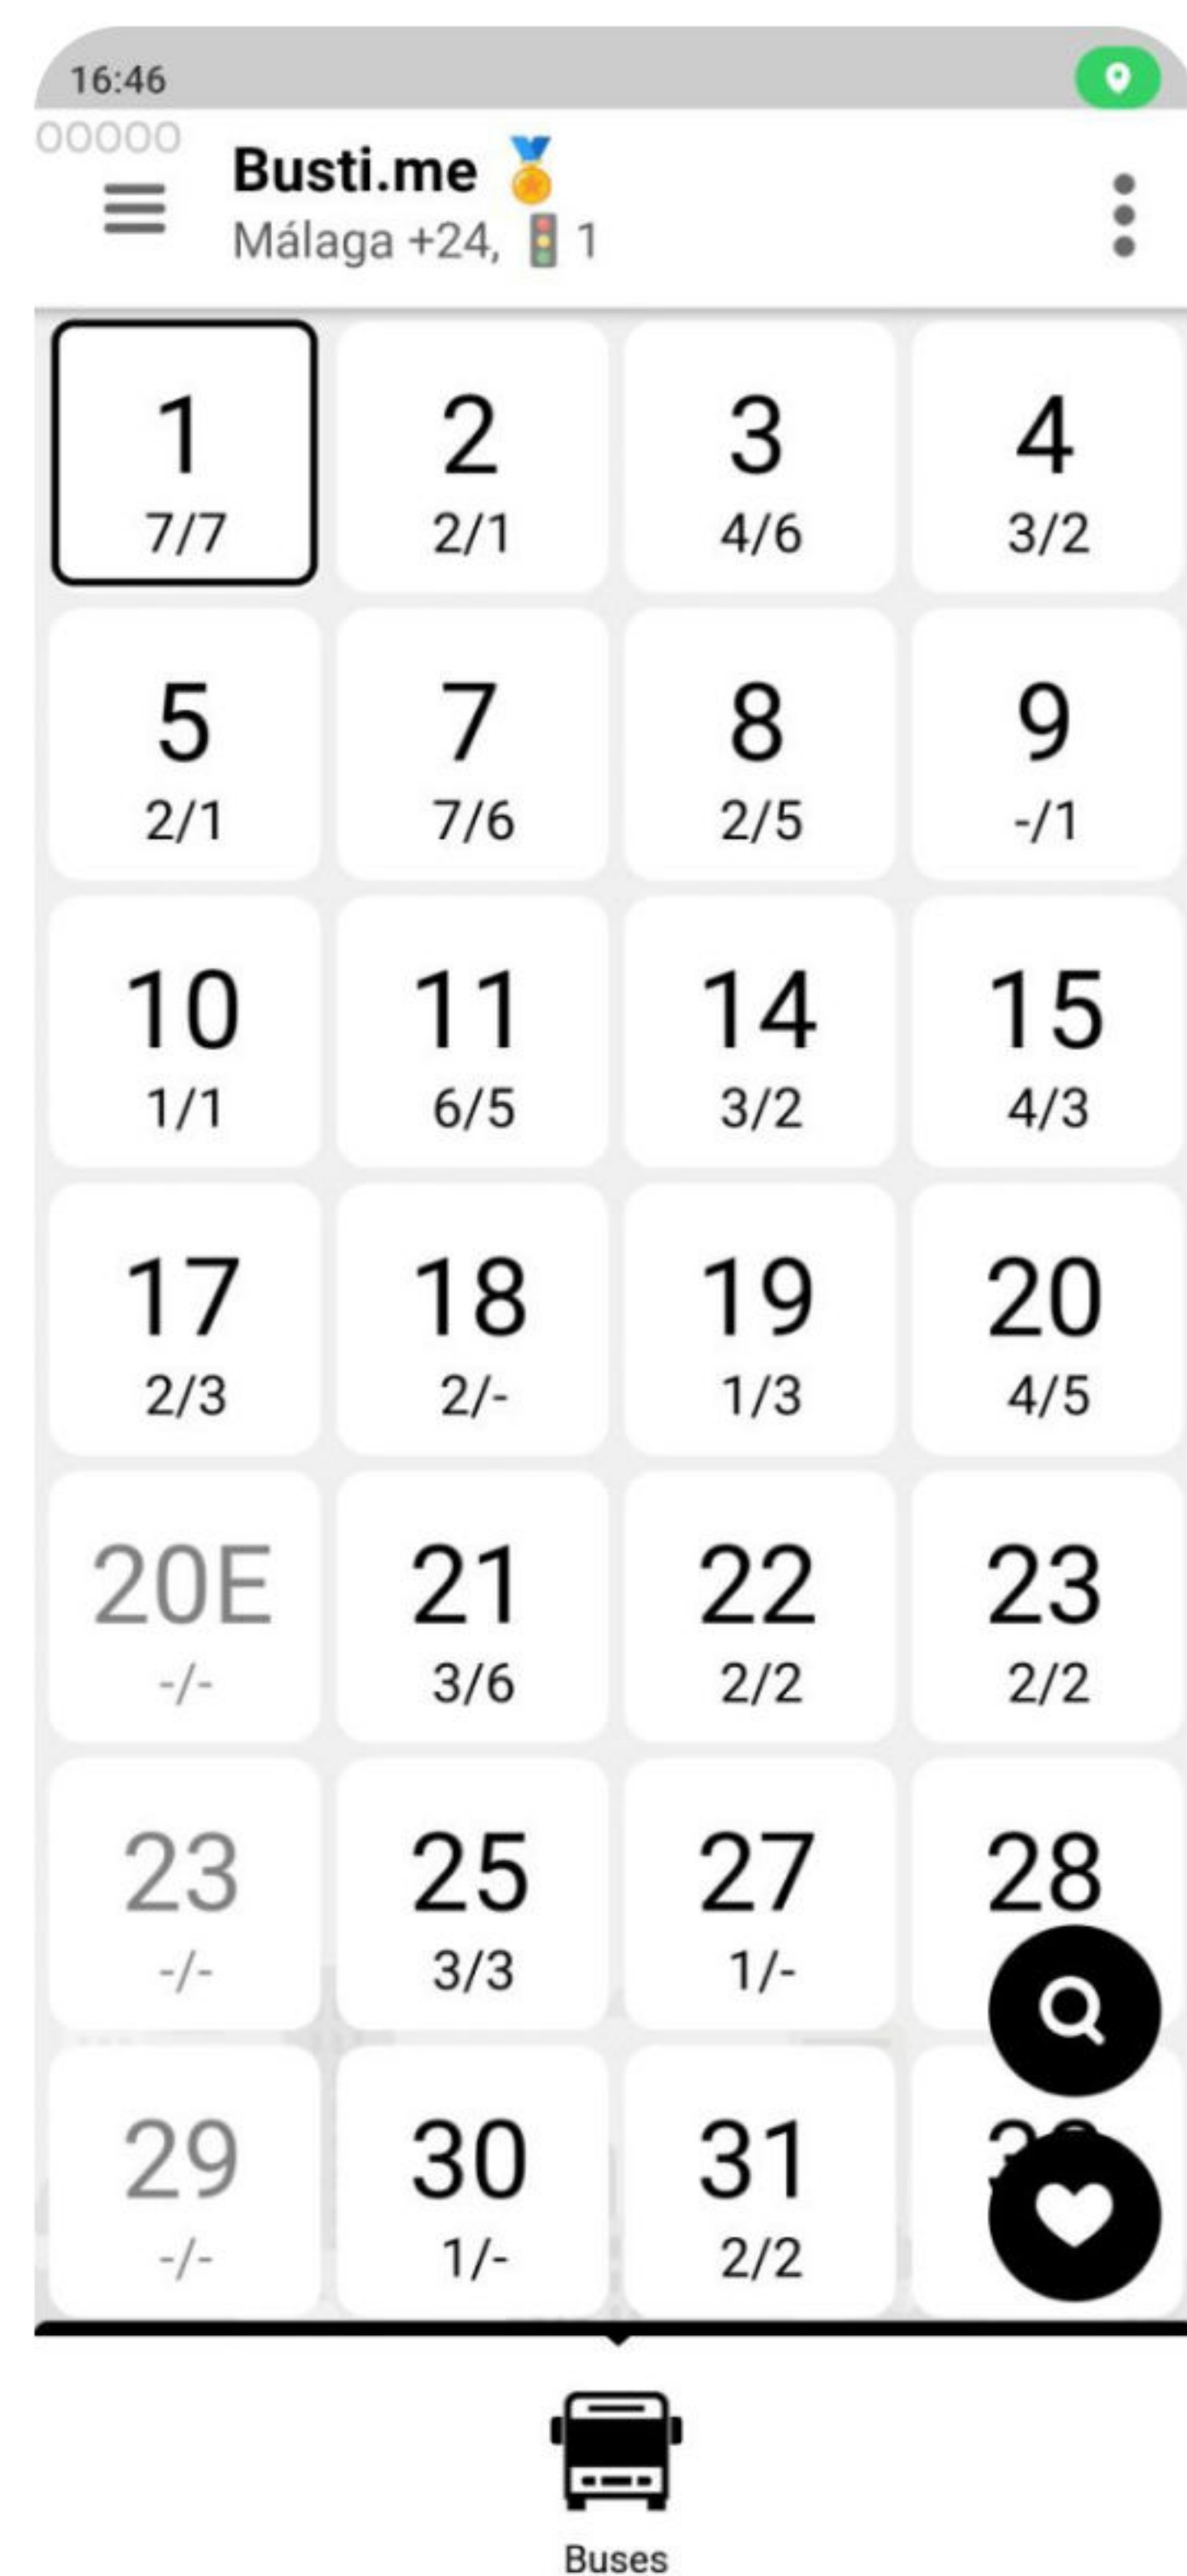 16:46
OOOOO
Busti.me
Málaga +24, 1
1 2 3 4
7/7 2/1 4/6 3/2
5 7 8 9
2/1 7/6 2/5 -/1
10 11 14 15
1/1 6/5 3/2 4/3
17 18 19 20
2/3 2/- 1/3 4/5
20E 21 22 23
-/- 3/6 2/2 2/2
23 25 27 28
-/- 3/3 1/-
29 30 31
-/- 1/- 2/2
Buses